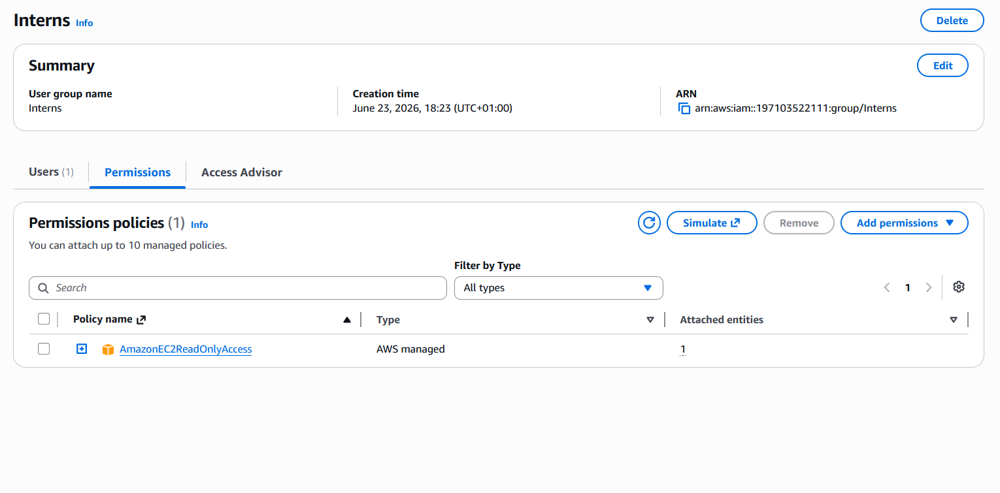 Interns Info
Delete
Summary
Edit
User group name
Interns
Creation time
June 23, 2026, 18:23 (UTC+01:00)
ARN
arn:aws:iam::197103522111:group/Interns
Users (1)
Permissions
Access Advisor
Permissions policies (1) Info
Simulate
Remove
Add permissions
You can attach up to 10 managed policies.
Filter by Type
Search
All types
1
Policy name
Type
Attached entities
AmazonEC2ReadOnlyAccess
AWS managed
1